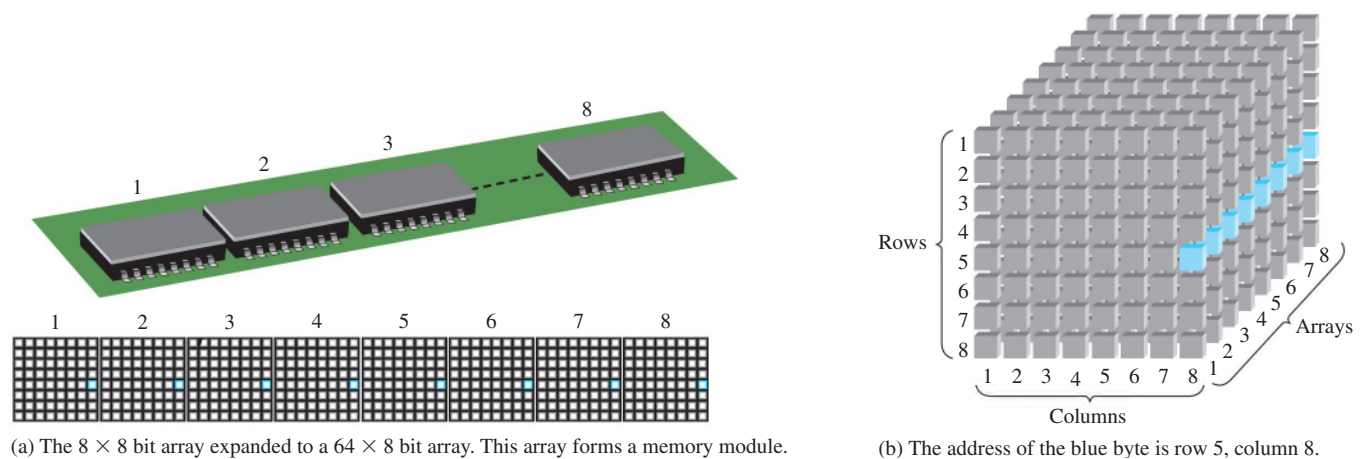 1 2 3 8
1 2 3 4 5 6 7 8
(a) The 8 × 8 bit array expanded to a 64 × 8 bit array. This array forms a memory module.
1
2
3
4
5
6
7
8
Rows
1 2 3 4 5 6 7 8
Columns
1 2 3 4 5 6 7 8
Arrays
(b) The address of the blue byte is row 5, column 8.